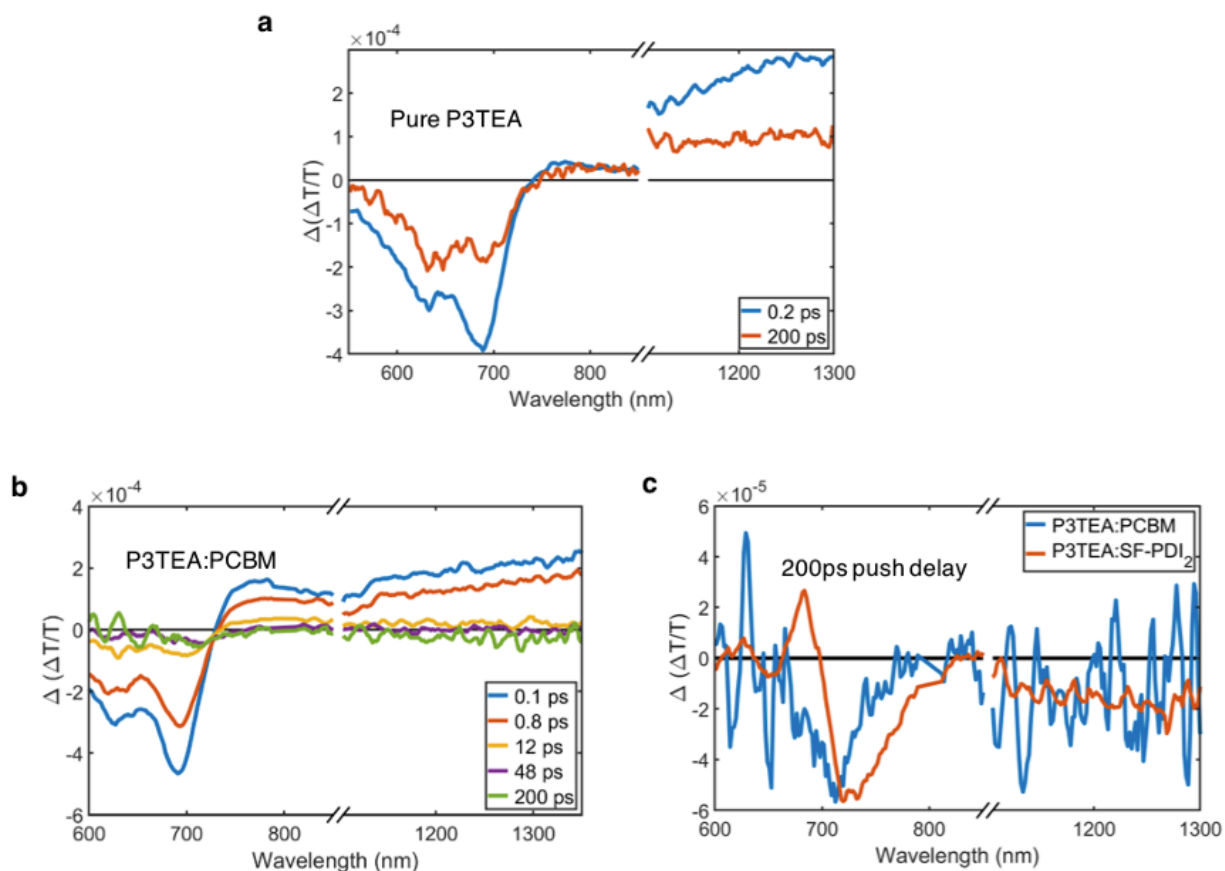 a
×10⁻⁴
Pure P3TEA
2
1
0
-1
-2
-3
-4
Δ(ΔT/T)
0.2 ps
200 ps
600 700 800 1200 1300
Wavelength (nm)
b
×10⁻⁴
P3TEA:PCBM
4
2
0
-2
-4
-6
Δ (ΔT/T)
0.1 ps
0.8 ps
12 ps
48 ps
200 ps
600 700 800 1200 1300
Wavelength (nm)
c
×10⁻⁵
P3TEA:PCBM
P3TEA:SF-PDI₂
200ps push delay
6
4
2
0
-2
-4
-6
Δ (ΔT/T)
600 700 800 1200 1300
Wavelength (nm)